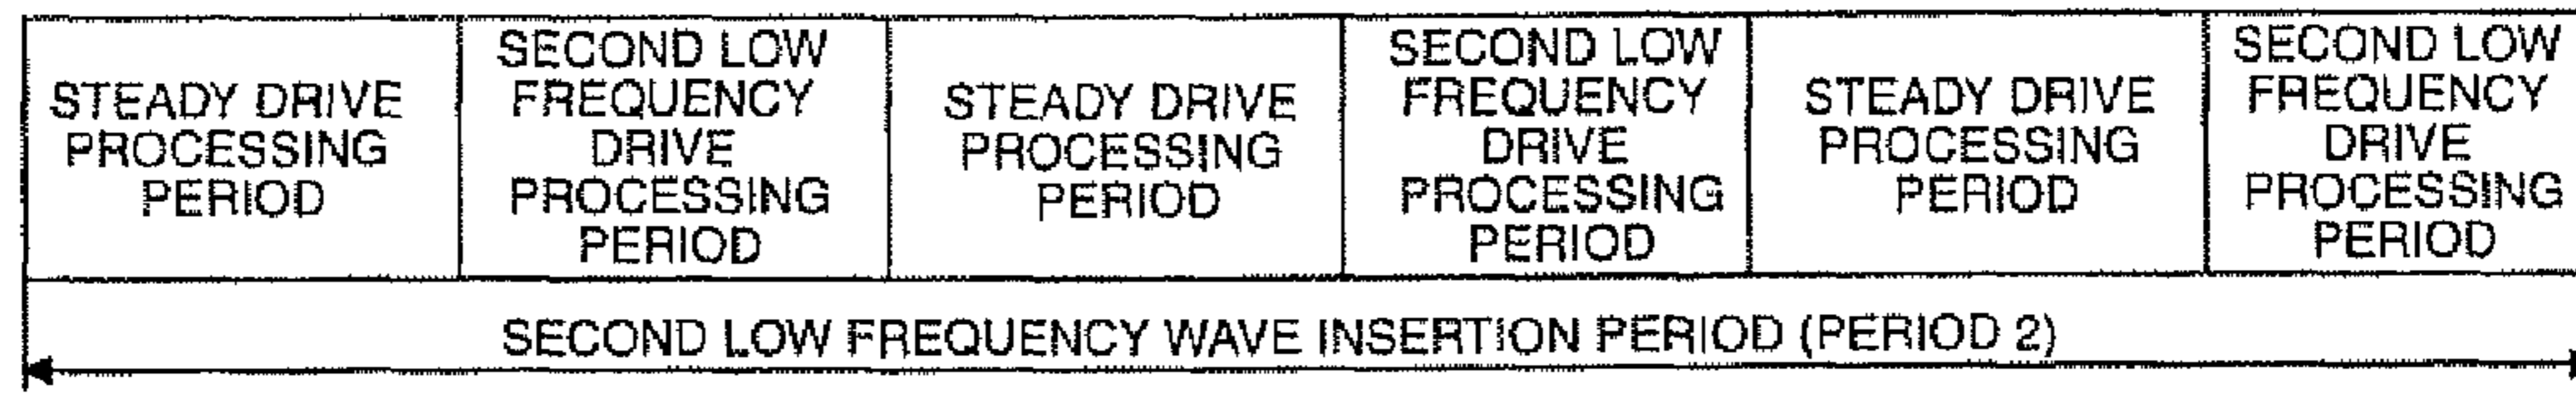 STEADY DRIVE
PROCESSING
PERIOD
SECOND LOW
FREQUENCY
DRIVE
PROCESSING
PERIOD
STEADY DRIVE
PROCESSING
PERIOD
SECOND LOW
FREQUENCY
DRIVE
PROCESSING
PERIOD
STEADY DRIVE
PROCESSING
PERIOD
SECOND LOW
FREQUENCY
DRIVE
PROCESSING
PERIOD
SECOND LOW FREQUENCY WAVE INSERTION PERIOD (PERIOD 2)